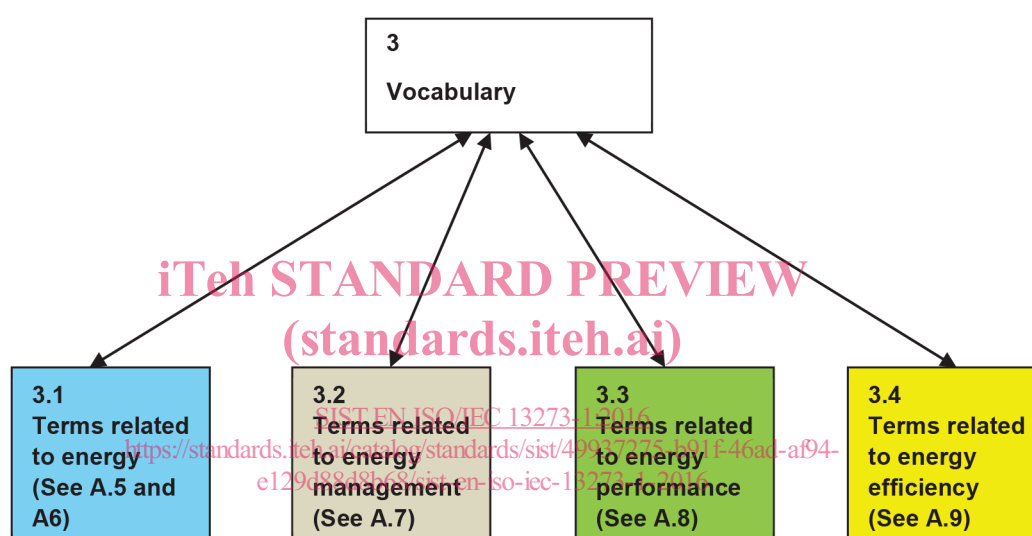 3
Vocabulary
iTeh STANDARD PREVIEW
(standards.iteh.ai)
3.1
Terms related
to energy
(See A.5 and
A6)
3.2
Terms related
to energy
management
(See A.7)
3.3
Terms related
to energy
performance
(See A.8)
3.4
Terms related
to energy
efficiency
(See A.9)
SIST EN ISO/IEC 13273-1:2016
https://standards.iteh.ai/catalog/standards/sist/49937275-b91f-46ad-af94-
e129d88d8b68/sist-en-iso-iec-13273-1-2016